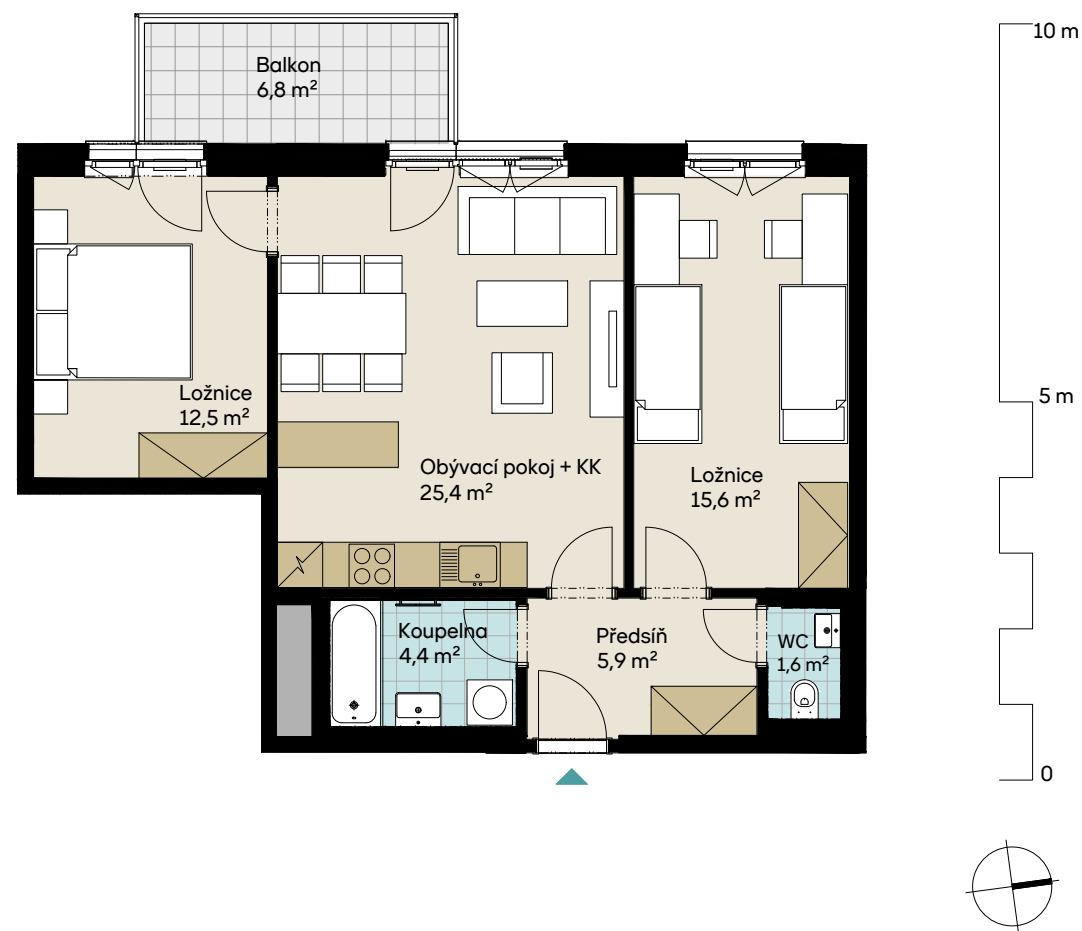 Balkon
6,8 m²
10 m
5 m
Ložnice
12,5 m²
Obývací pokoj + KK
25,4 m²
Ložnice
15,6 m²
Koupelna
4,4 m²
Předsíň
5,9 m²
WC
1,6 m²
0